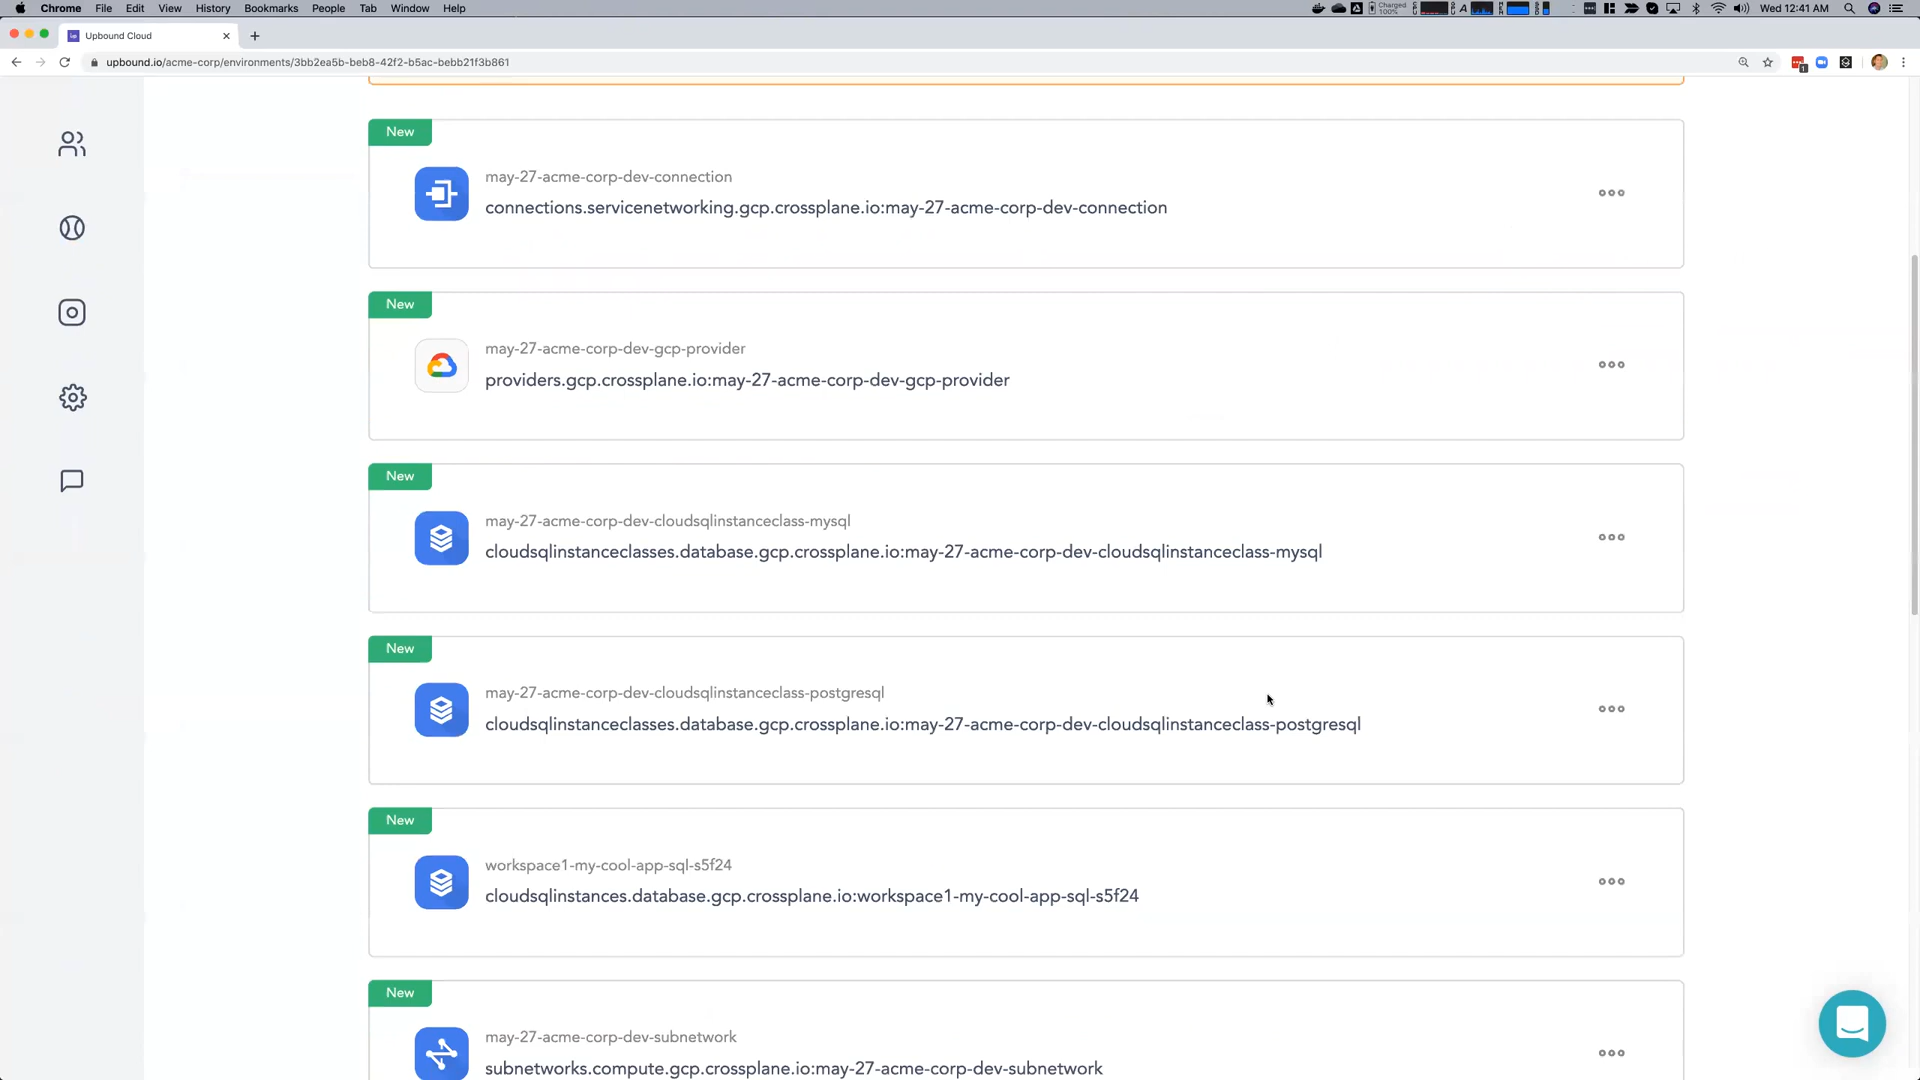 Chrome File Edit View History Bookmarks People Tab Window Help
Charged 100%
Wed 12:41 AM
Upbound Cloud
upbound.io/acme-corp/environments/3bb2ea5b-beb8-42f2-b5ac-bebb21f3b861
New
may-27-acme-corp-dev-connection
connections.servicenetworking.gcp.crossplane.io:may-27-acme-corp-dev-connection
New
may-27-acme-corp-dev-gcp-provider
providers.gcp.crossplane.io:may-27-acme-corp-dev-gcp-provider
New
may-27-acme-corp-dev-cloudsqlinstanceclass-mysql
cloudsqlinstanceclasses.database.gcp.crossplane.io:may-27-acme-corp-dev-cloudsqlinstanceclass-mysql
New
may-27-acme-corp-dev-cloudsqlinstanceclass-postgresql
cloudsqlinstanceclasses.database.gcp.crossplane.io:may-27-acme-corp-dev-cloudsqlinstanceclass-postgresql
New
workspace1-my-cool-app-sql-s5f24
cloudsqlinstances.database.gcp.crossplane.io:workspace1-my-cool-app-sql-s5f24
New
may-27-acme-corp-dev-subnetwork
subnetworks.compute.gcp.crossplane.io:may-27-acme-corp-dev-subnetwork